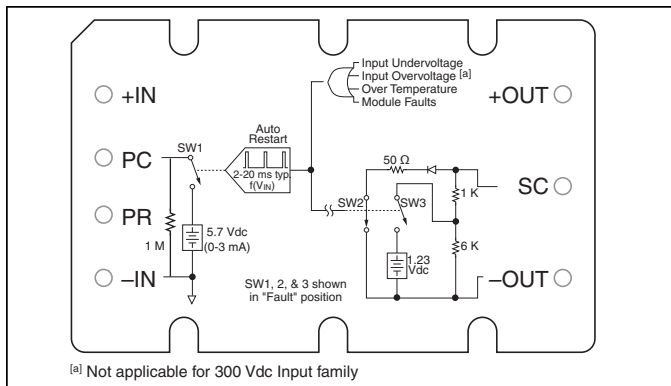 Input Undervoltage
Input Overvoltage [a]
Over Temperature
Module Faults
+IN
+OUT
PC
SW1
Auto
Restart
2-20 ms typ.
f(VIN)
50 Ω
SC
1 K
SW2
SW3
PR
1 M
5.7 Vdc
(0-3 mA)
6 K
1.23
Vdc
–IN
–OUT
SW1, 2, & 3 shown
in "Fault" position
[a] Not applicable for 300 Vdc Input family